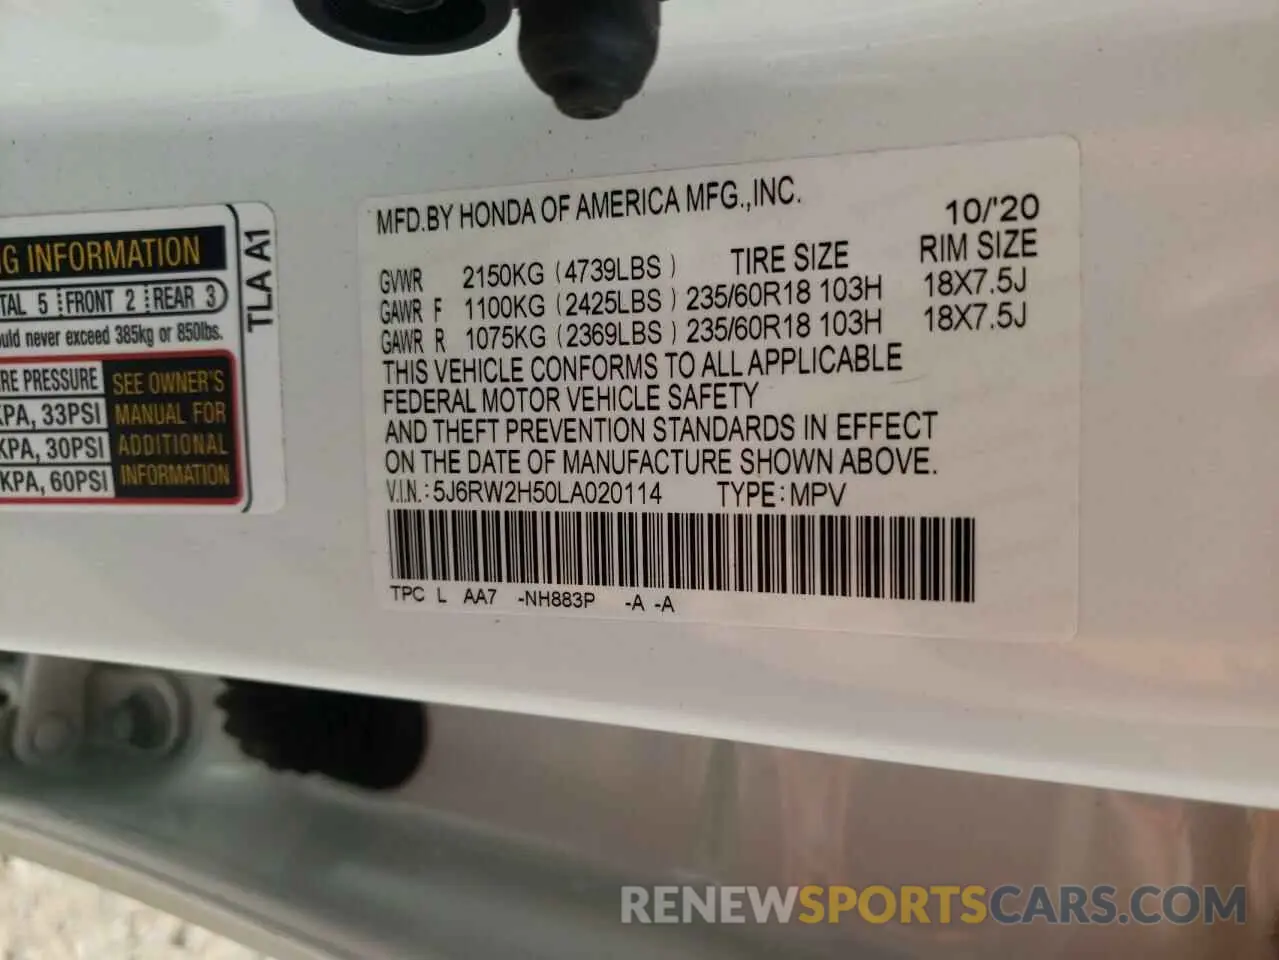 NG INFORMATION
TAL 5 FRONT 2 REAR 3
uld never exceed 385kg or 850lbs.
RE PRESSURE
KPA, 33PSI
KPA, 30PSI
KPA, 60PSI
SEE OWNER'S
MANUAL FOR
ADDITIONAL
INFORMATION
TLA A1
MFD.BY HONDA OF AMERICA MFG.,INC.
10/'20
GVWR 2150KG (4739LBS) TIRE SIZE RIM SIZE
GAWR F 1100KG (2425LBS) 235/60R18 103H 18X7.5J
GAWR R 1075KG (2369LBS) 235/60R18 103H 18X7.5J
THIS VEHICLE CONFORMS TO ALL APPLICABLE
FEDERAL MOTOR VEHICLE SAFETY
AND THEFT PREVENTION STANDARDS IN EFFECT
ON THE DATE OF MANUFACTURE SHOWN ABOVE.
V.I.N.: 5J6RW2H50LA020114 TYPE: MPV
TPC L AA7 -NH883P -A -A
RENEWSPORTSCARS.COM